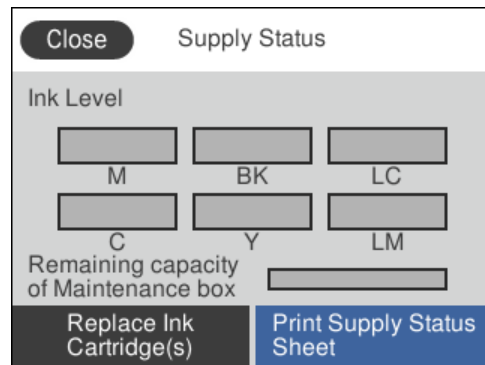 Close Supply Status
Ink Level
M BK LC
C Y LM
Remaining capacity
of Maintenance box
Replace Ink
Cartridge(s)
Print Supply Status
Sheet